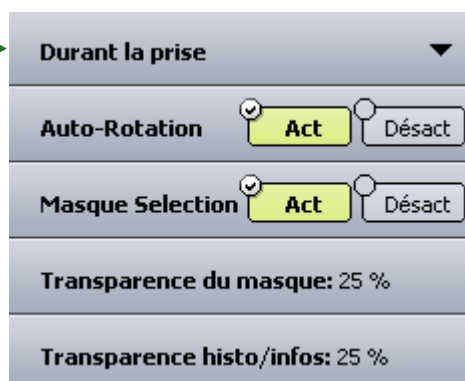 Durant la prise
Auto-Rotation Act Désact
Masque Selection Act Désact
Transparence du masque: 25 %
Transparence histo/infos: 25 %